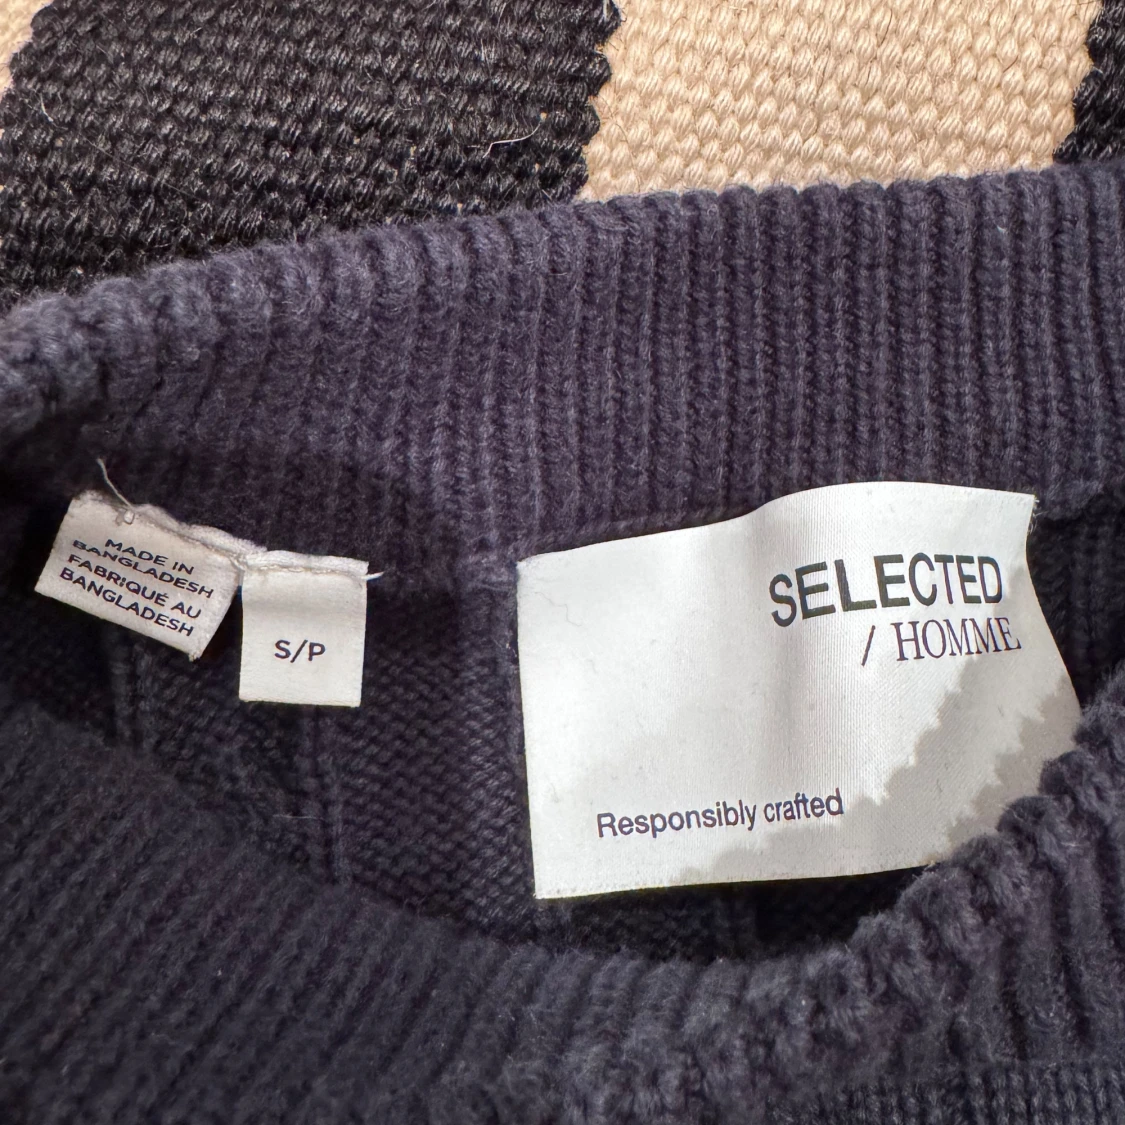 MADE IN
BANGLADESH
FABRIQUÉ AU
BANGLADESH
S/P
SELECTED
/ HOMME
Responsibly crafted